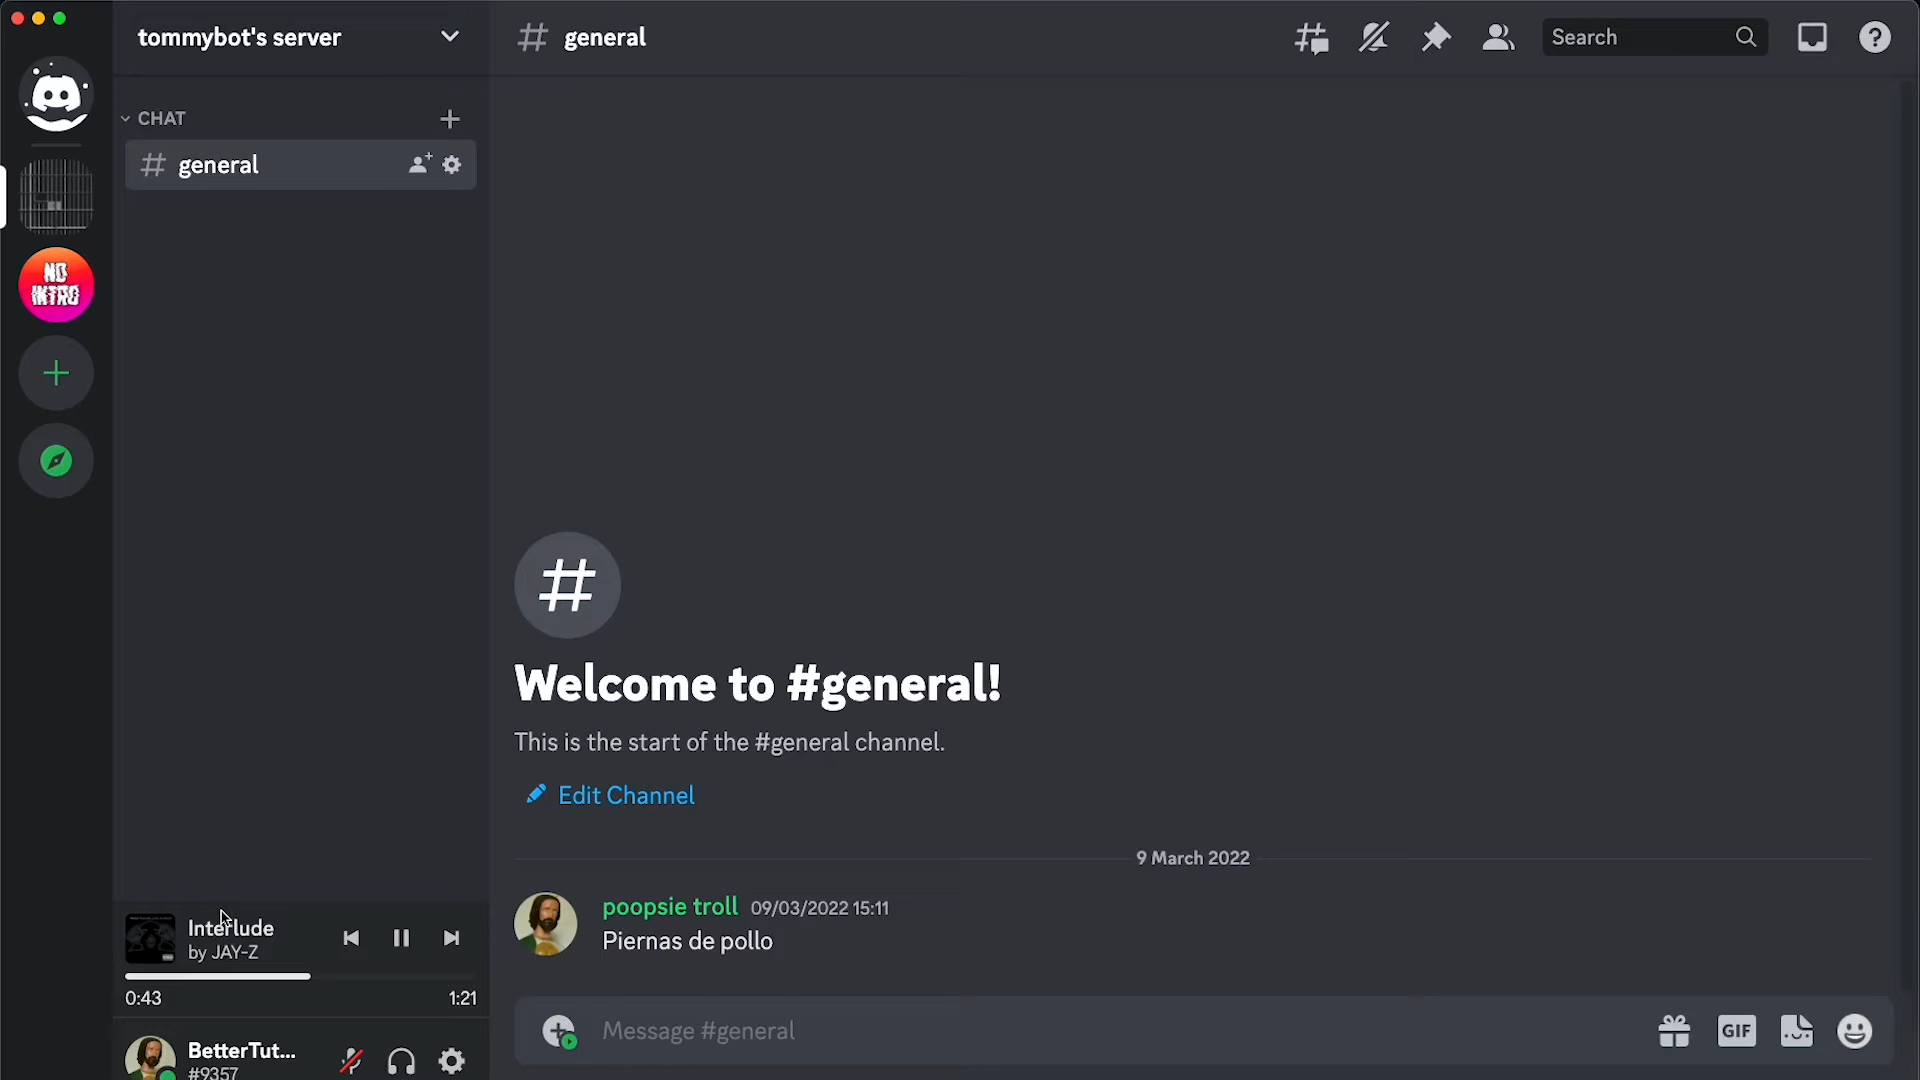 tommybot's server
# general
Search
CHAT
# general
NO
INTRO
#
Welcome to #general!
This is the start of the #general channel.
Edit Channel
9 March 2022
poopsie troll 09/03/2022 15:11
Piernas de pollo
Interlude
by JAY-Z
0:43 1:21
Message #general
GIF
BetterTut...
#9357